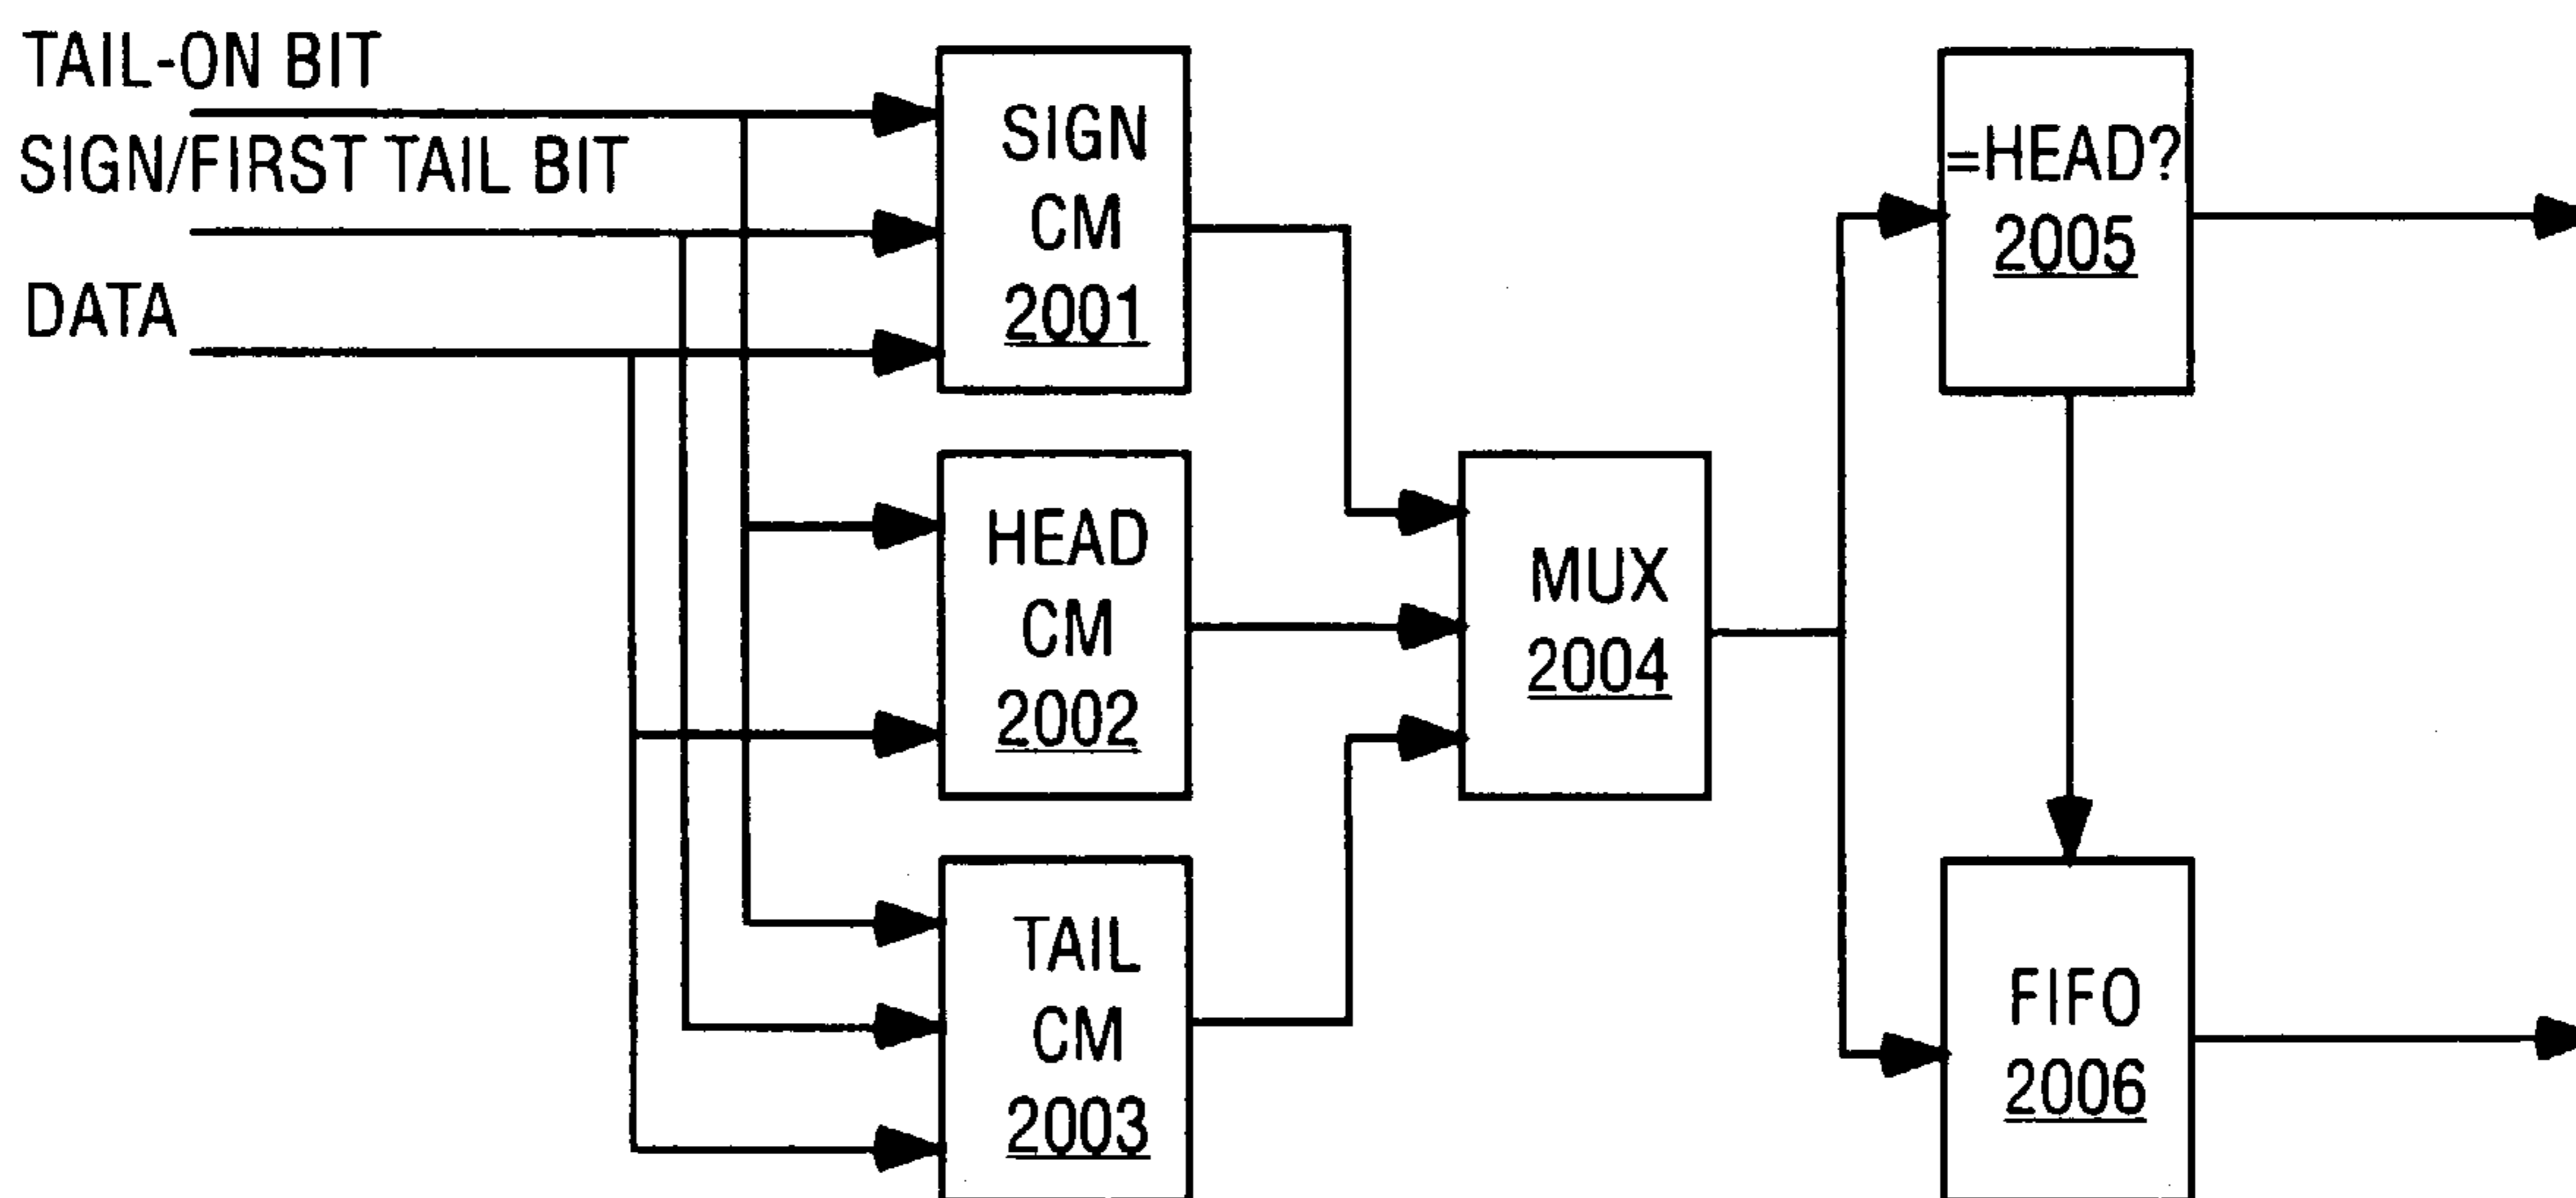 TAIL-ON BIT
SIGN/FIRST TAIL BIT
DATA
SIGN
CM
2001
HEAD
CM
2002
TAIL
CM
2003
MUX
2004
=HEAD?
2005
FIFO
2006